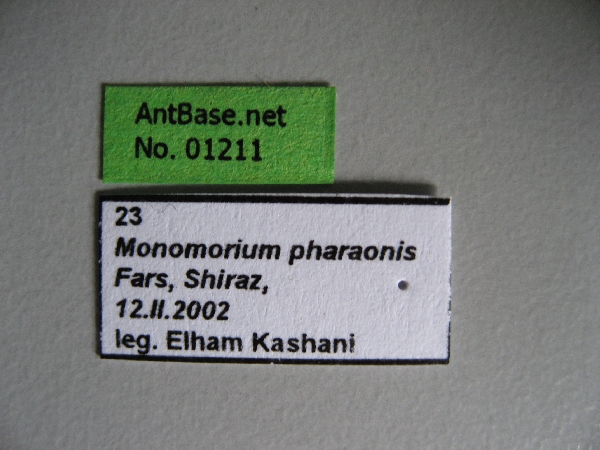 AntBase.net
No. 01211
23
Monomorium pharaonis
Fars, Shiraz,
12.II.2002
leg. Elham Kashani